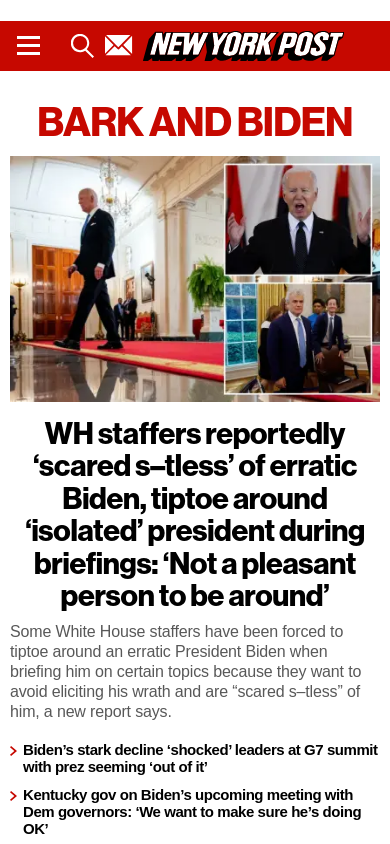 NEW YORK POST
BARK AND BIDEN
WH staffers reportedly
‘scared s–tless’ of erratic
Biden, tiptoe around
‘isolated’ president during
briefings: ‘Not a pleasant
person to be around’
Some White House staffers have been forced to
tiptoe around an erratic President Biden when
briefing him on certain topics because they want to
avoid eliciting his wrath and are “scared s–tless” of
him, a new report says.
Biden’s stark decline ‘shocked’ leaders at G7 summit
with prez seeming ‘out of it’
Kentucky gov on Biden’s upcoming meeting with
Dem governors: ‘We want to make sure he’s doing
OK’